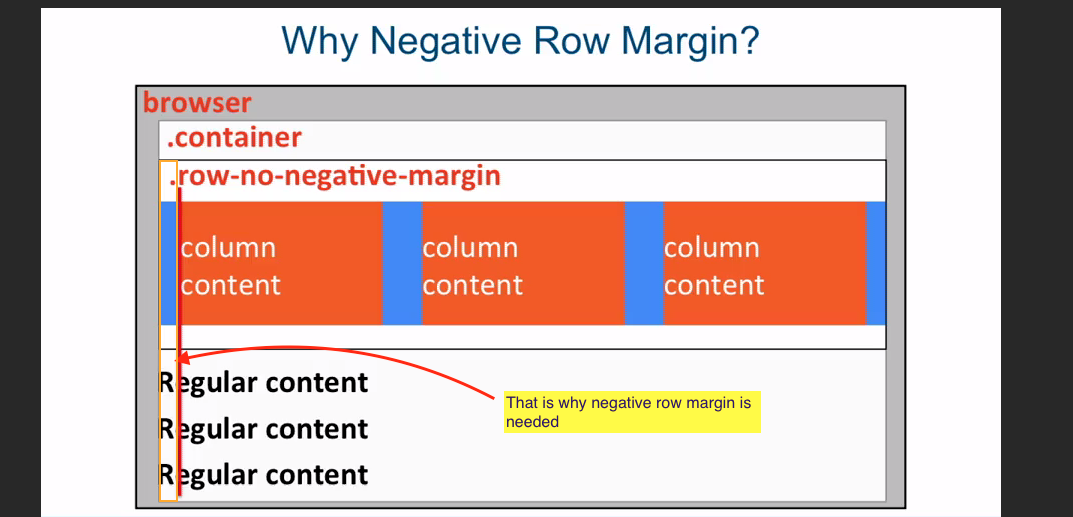 Why Negative Row Margin?
browser
.container
.row-no-negative-margin
column column column
content content content
Regular content
That is why negative row margin is
needed
Regular content
Regular content